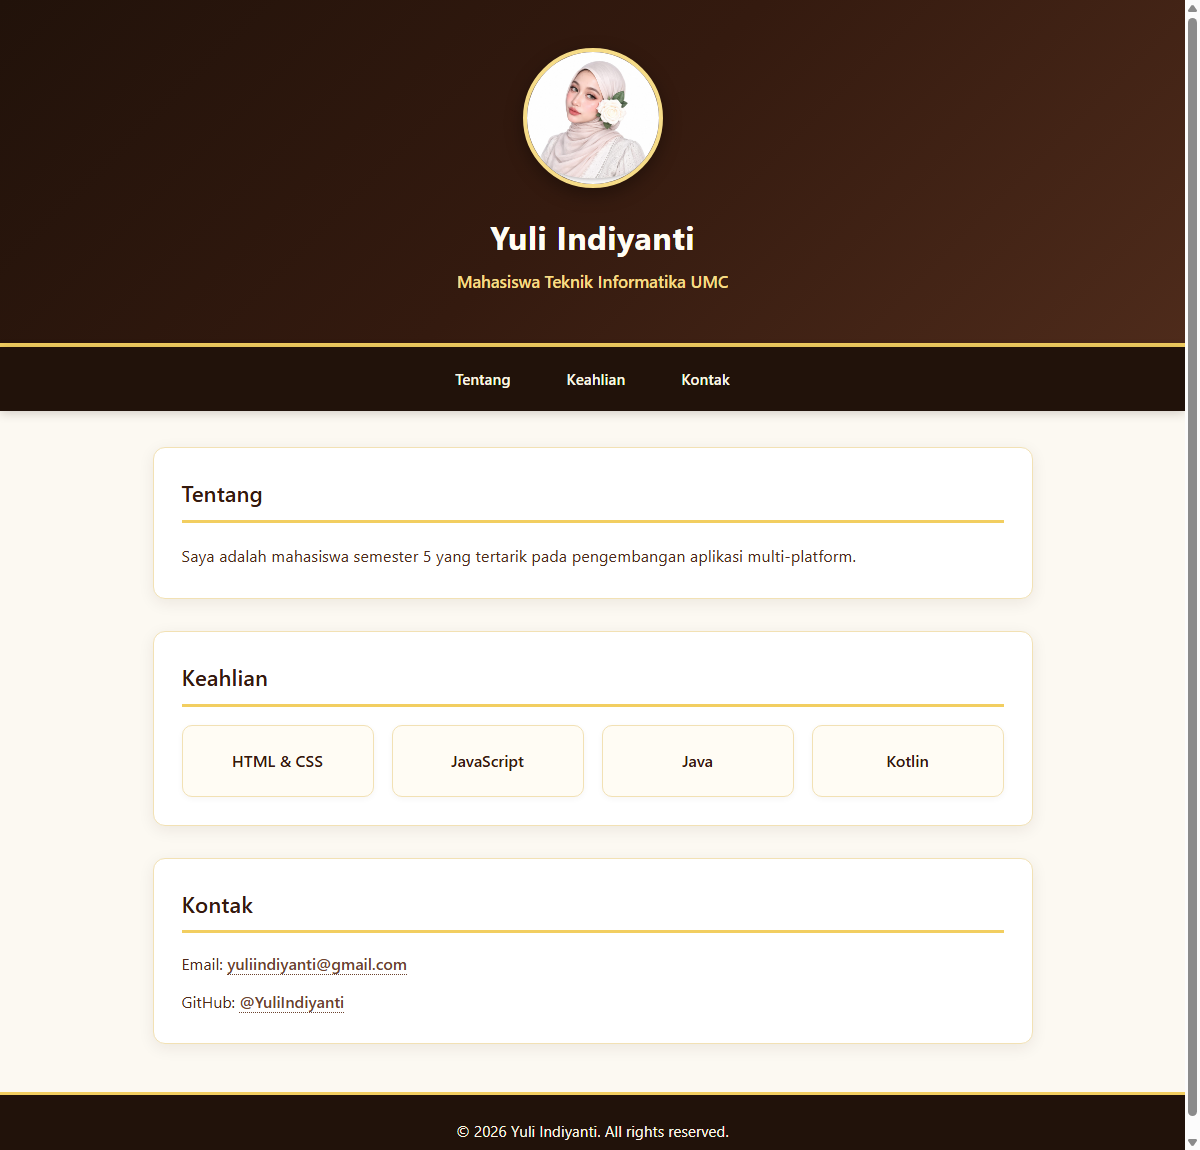 Yuli Indiyanti
Mahasiswa Teknik Informatika UMC
Tentang Keahlian Kontak
Tentang
Saya adalah mahasiswa semester 5 yang tertarik pada pengembangan aplikasi multi-platform.
Keahlian
HTML & CSS JavaScript Java Kotlin
Kontak
Email: yuliindiyanti@gmail.com
GitHub: @YuliIndiyanti
© 2026 Yuli Indiyanti. All rights reserved.